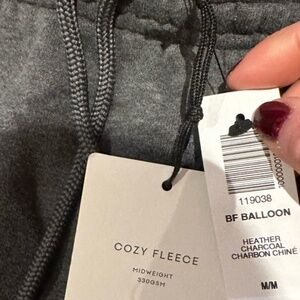 COZY FLEECE
MIDWEIGHT
330GSM
119038
BF BALLOON
HEATHER
CHARCOAL
CHARBON CHINÉ
M/M